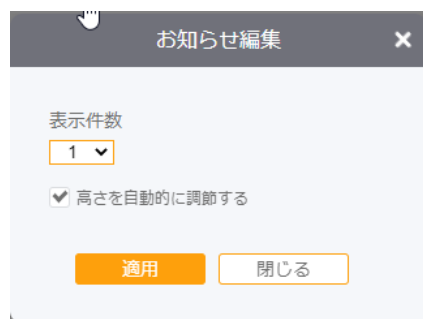 お知らせ編集
表示件数
1
高さを自動的に調節する
適用 閉じる